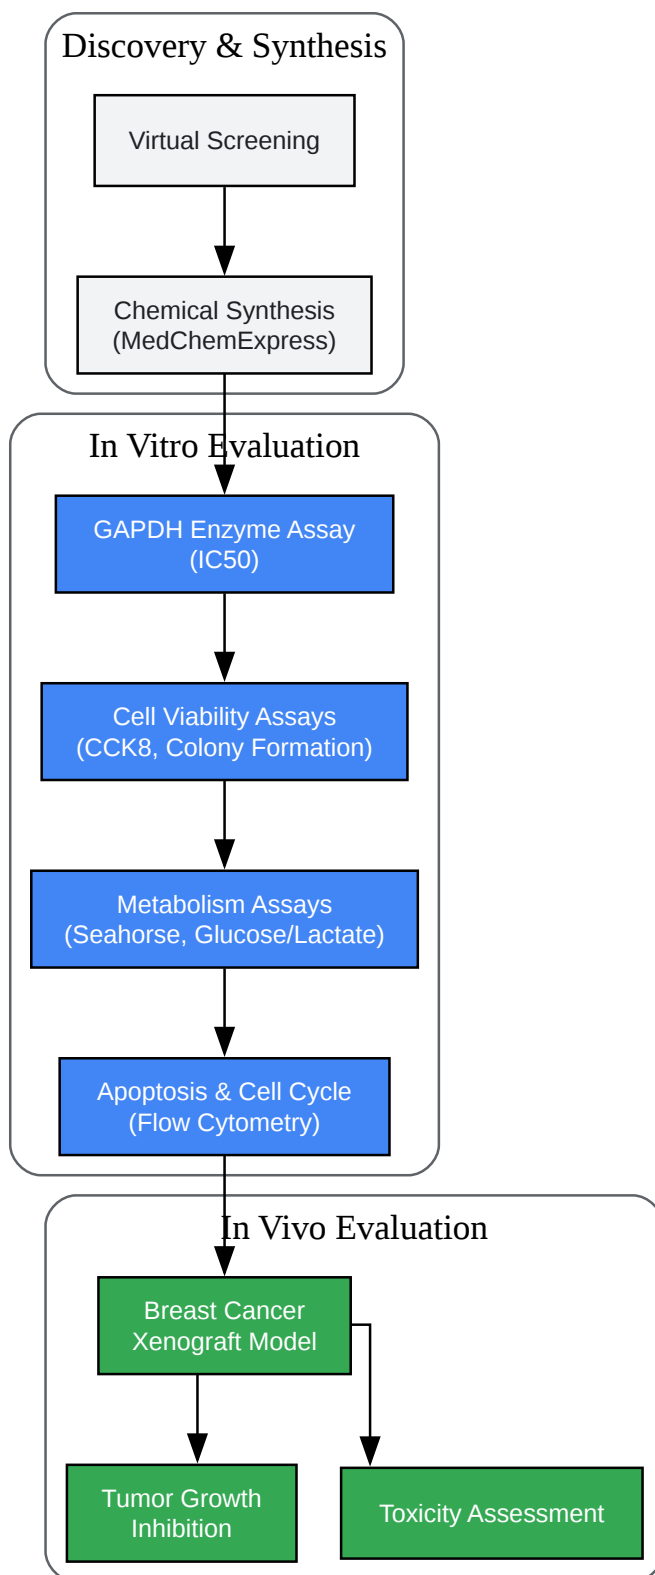 Discovery & Synthesis
Virtual Screening
Chemical Synthesis
(MedChemExpress)
In Vitro Evaluation
GAPDH Enzyme Assay
(IC50)
Cell Viability Assays
(CCK8, Colony Formation)
Metabolism Assays
(Seahorse, Glucose/Lactate)
Apoptosis & Cell Cycle
(Flow Cytometry)
In Vivo Evaluation
Breast Cancer
Xenograft Model
Tumor Growth
Inhibition
Toxicity Assessment